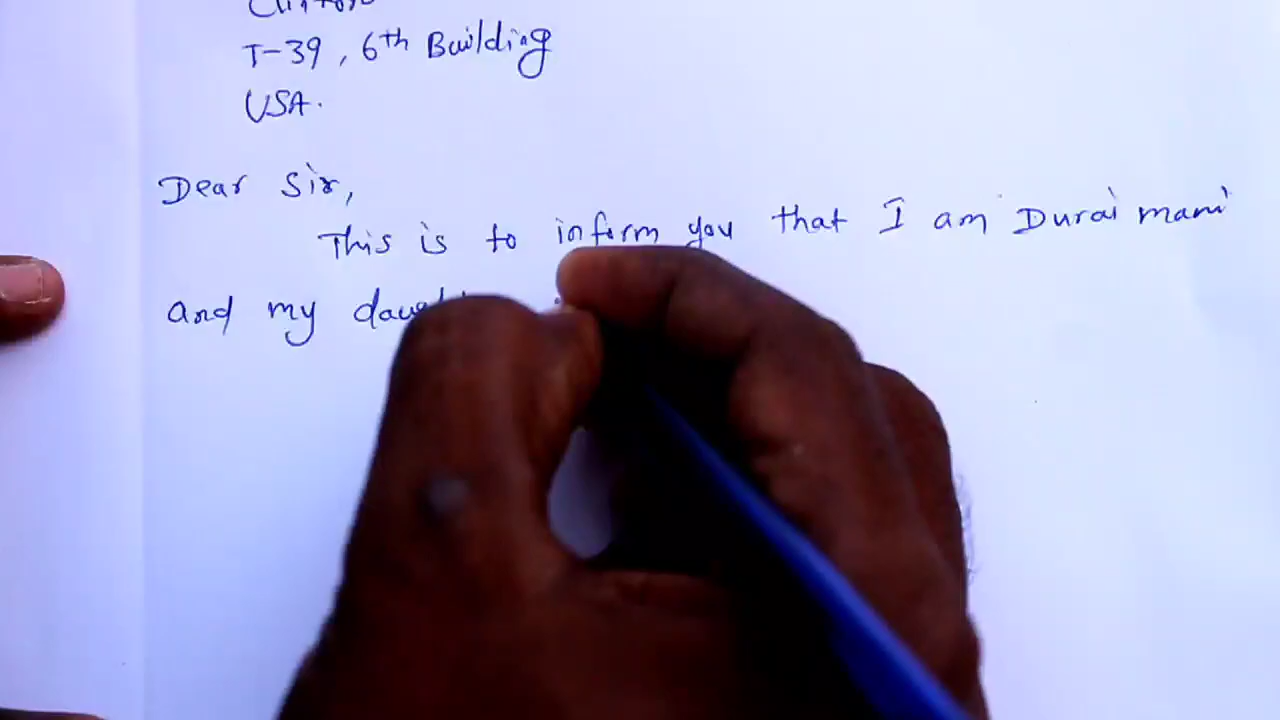 T-39, 6th Building
USA.
Dear Sir,
This is to inform you that I am Durai mani
and my